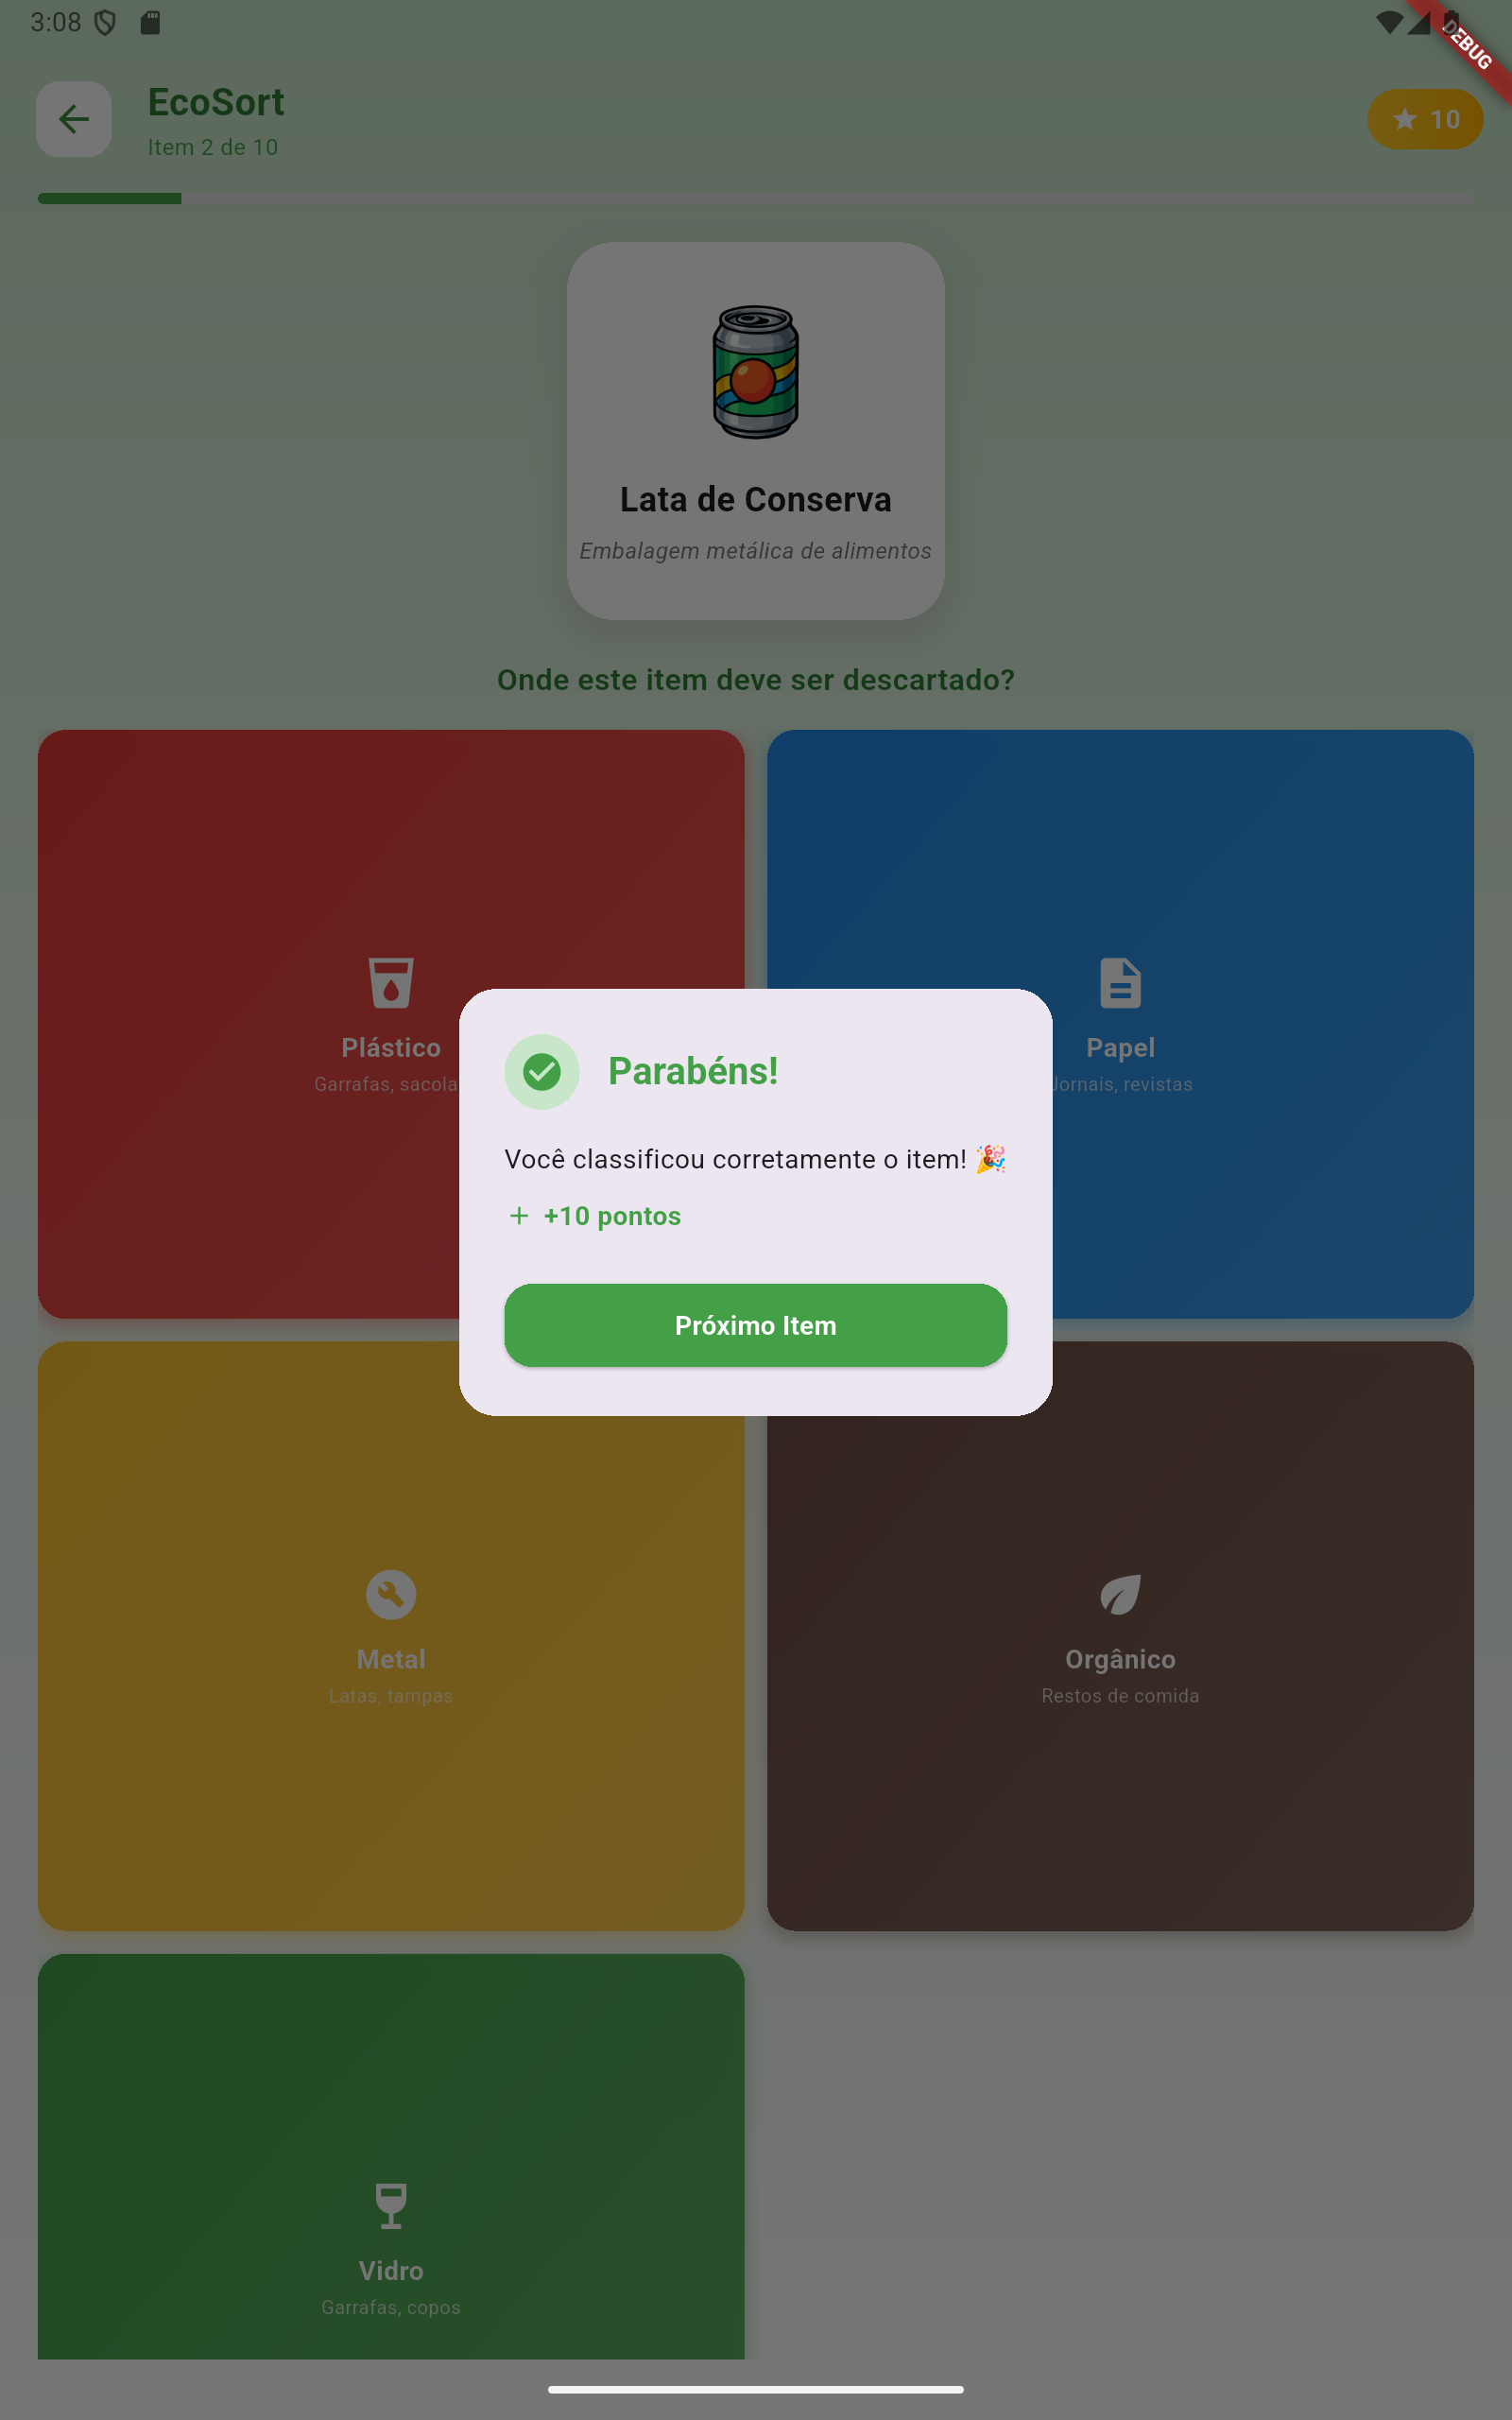 3:08
DEBUG
EcoSort
Item 2 de 10
10
Lata de Conserva
Embalagem metálica de alimentos
Onde este item deve ser descartado?
Plástico
Garrafas, sacola
Papel
Jornais, revistas
Parabéns!
Você classificou corretamente o item! 🎉
+ +10 pontos
Próximo Item
Metal
Latas, tampas
Orgânico
Restos de comida
Vidro
Garrafas, copos